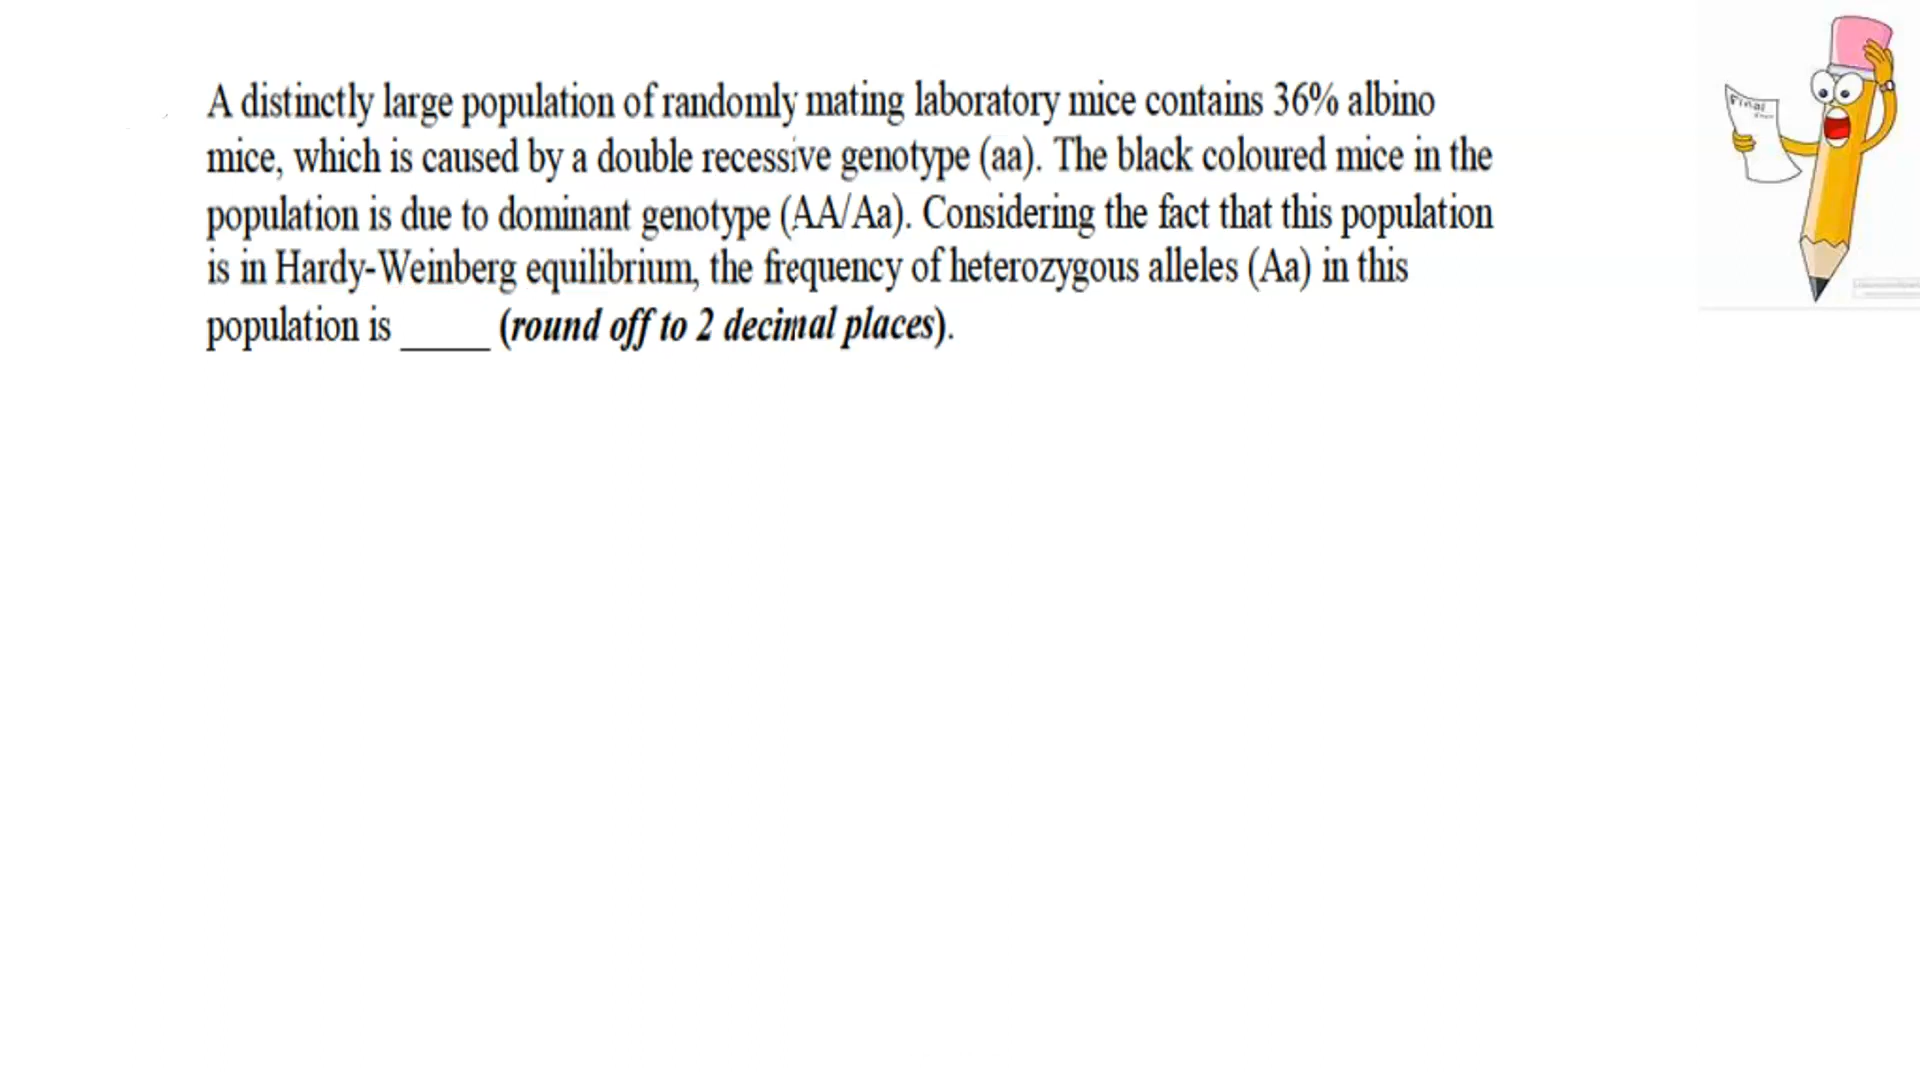 A distinctly large population of randomly mating laboratory mice contains 36% albino
mice, which is caused by a double recessive genotype (aa). The black coloured mice in the
population is due to dominant genotype (AA/Aa). Considering the fact that this population
is in Hardy-Weinberg equilibrium, the frequency of heterozygous alleles (Aa) in this
population is _____ (round off to 2 decimal places).
Final